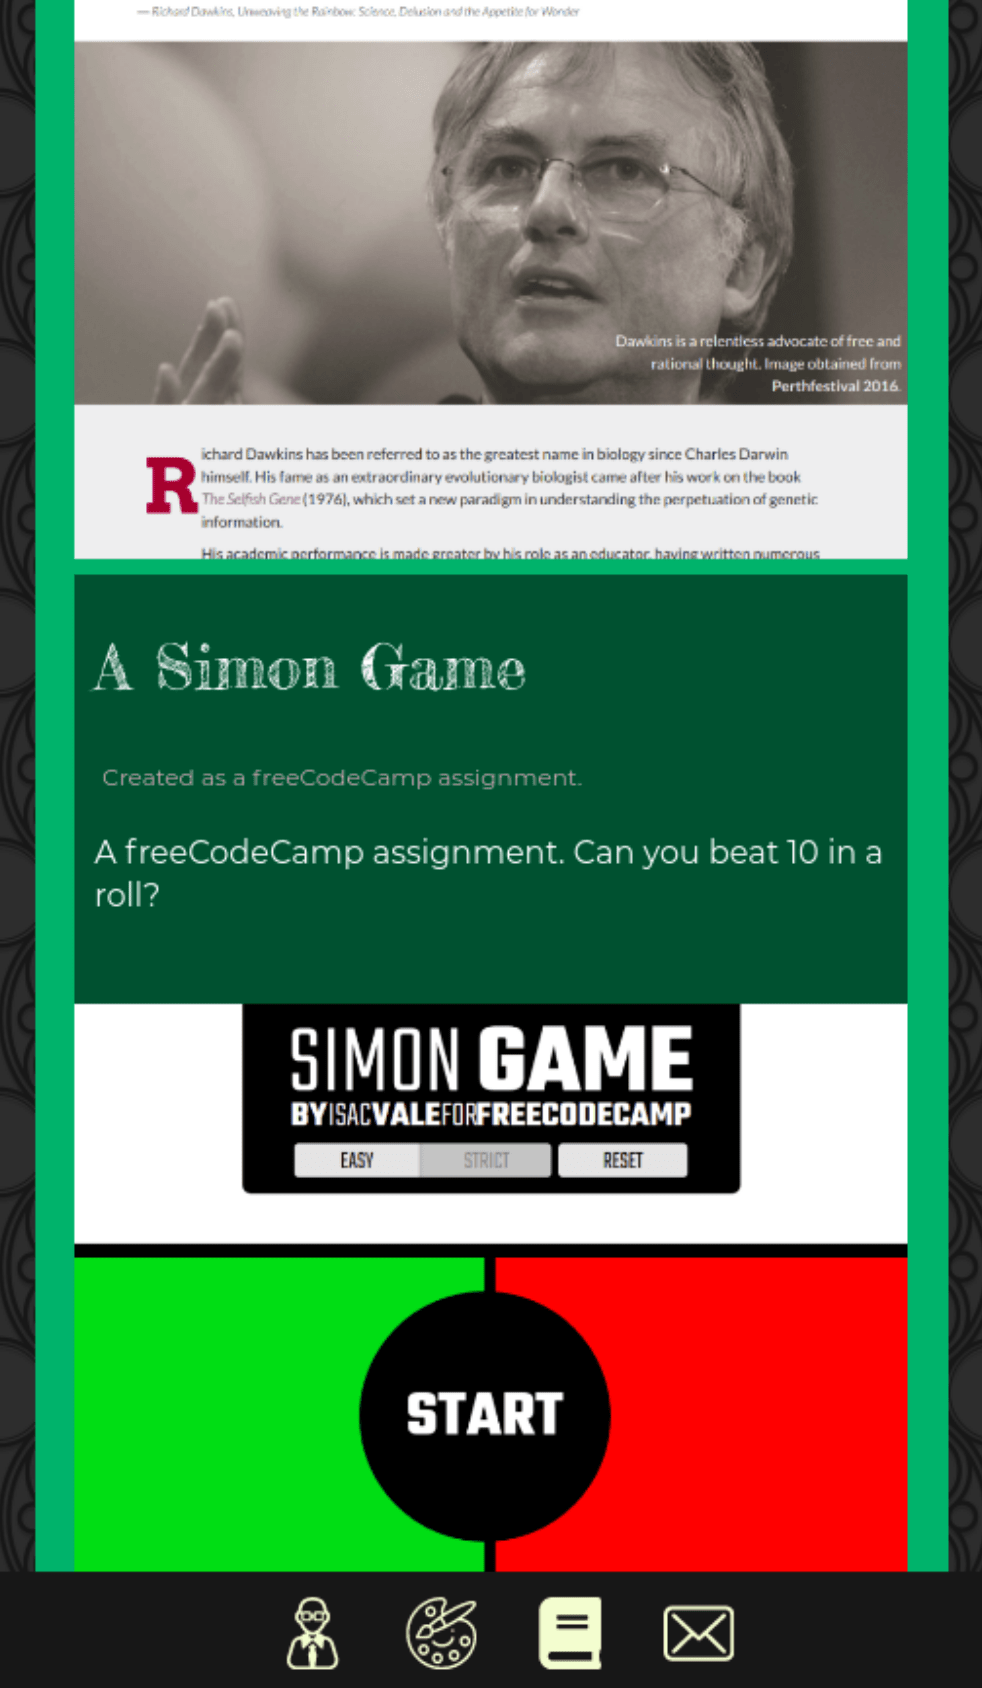 — Richard Dawkins, Unweaving the Rainbow: Science, Delusion and the Appetite for Wonder
Dawkins is a relentless advocate of free and
rational thought. Image obtained from
Perthfestival 2016.
Richard Dawkins has been referred to as the greatest name in biology since Charles Darwin
himself. His fame as an extraordinary evolutionary biologist came after his work on the book
The Selfish Gene (1976), which set a new paradigm in understanding the perpetuation of genetic
information.
His academic performance is made greater by his role as an educator, having written numerous
A Simon Game
Created as a freeCodeCamp assignment.
A freeCodeCamp assignment. Can you beat 10 in a
roll?
SIMON GAME
BYISACVALEFORFREECODECAMP
EASY STRICT RESET
START